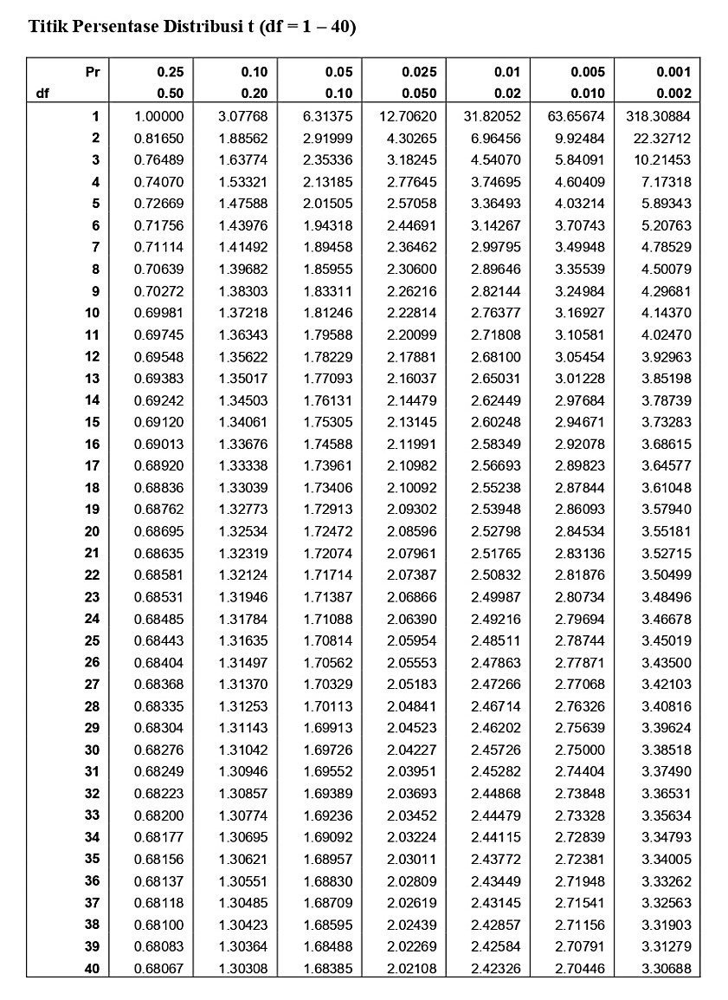 Titik Persentase Distribusi t (df = 1 – 40)
Pr 0.25 0.10 0.05 0.025 0.01 0.005 0.001
df 0.50 0.20 0.10 0.050 0.02 0.010 0.002
1 1.00000 3.07768 6.31375 12.70620 31.82052 63.65674 318.30884
2 0.81650 1.88562 2.91999 4.30265 6.96456 9.92484 22.32712
3 0.76489 1.63774 2.35336 3.18245 4.54070 5.84091 10.21453
4 0.74070 1.53321 2.13185 2.77645 3.74695 4.60409 7.17318
5 0.72669 1.47588 2.01505 2.57058 3.36493 4.03214 5.89343
6 0.71756 1.43976 1.94318 2.44691 3.14267 3.70743 5.20763
7 0.71114 1.41492 1.89458 2.36462 2.99795 3.49948 4.78529
8 0.70639 1.39682 1.85955 2.30600 2.89646 3.35539 4.50079
9 0.70272 1.38303 1.83311 2.26216 2.82144 3.24984 4.29681
10 0.69981 1.37218 1.81246 2.22814 2.76377 3.16927 4.14370
11 0.69745 1.36343 1.79588 2.20099 2.71808 3.10581 4.02470
12 0.69548 1.35622 1.78229 2.17881 2.68100 3.05454 3.92963
13 0.69383 1.35017 1.77093 2.16037 2.65031 3.01228 3.85198
14 0.69242 1.34503 1.76131 2.14479 2.62449 2.97684 3.78739
15 0.69120 1.34061 1.75305 2.13145 2.60248 2.94671 3.73283
16 0.69013 1.33676 1.74588 2.11991 2.58349 2.92078 3.68615
17 0.68920 1.33338 1.73961 2.10982 2.56693 2.89823 3.64577
18 0.68836 1.33039 1.73406 2.10092 2.55238 2.87844 3.61048
19 0.68762 1.32773 1.72913 2.09302 2.53948 2.86093 3.57940
20 0.68695 1.32534 1.72472 2.08596 2.52798 2.84534 3.55181
21 0.68635 1.32319 1.72074 2.07961 2.51765 2.83136 3.52715
22 0.68581 1.32124 1.71714 2.07387 2.50832 2.81876 3.50499
23 0.68531 1.31946 1.71387 2.06866 2.49987 2.80734 3.48496
24 0.68485 1.31784 1.71088 2.06390 2.49216 2.79694 3.46678
25 0.68443 1.31635 1.70814 2.05954 2.48511 2.78744 3.45019
26 0.68404 1.31497 1.70562 2.05553 2.47863 2.77871 3.43500
27 0.68368 1.31370 1.70329 2.05183 2.47266 2.77068 3.42103
28 0.68335 1.31253 1.70113 2.04841 2.46714 2.76326 3.40816
29 0.68304 1.31143 1.69913 2.04523 2.46202 2.75639 3.39624
30 0.68276 1.31042 1.69726 2.04227 2.45726 2.75000 3.38518
31 0.68249 1.30946 1.69552 2.03951 2.45282 2.74404 3.37490
32 0.68223 1.30857 1.69389 2.03693 2.44868 2.73848 3.36531
33 0.68200 1.30774 1.69236 2.03452 2.44479 2.73328 3.35634
34 0.68177 1.30695 1.69092 2.03224 2.44115 2.72839 3.34793
35 0.68156 1.30621 1.68957 2.03011 2.43772 2.72381 3.34005
36 0.68137 1.30551 1.68830 2.02809 2.43449 2.71948 3.33262
37 0.68118 1.30485 1.68709 2.02619 2.43145 2.71541 3.32563
38 0.68100 1.30423 1.68595 2.02439 2.42857 2.71156 3.31903
39 0.68083 1.30364 1.68488 2.02269 2.42584 2.70791 3.31279
40 0.68067 1.30308 1.68385 2.02108 2.42326 2.70446 3.30688